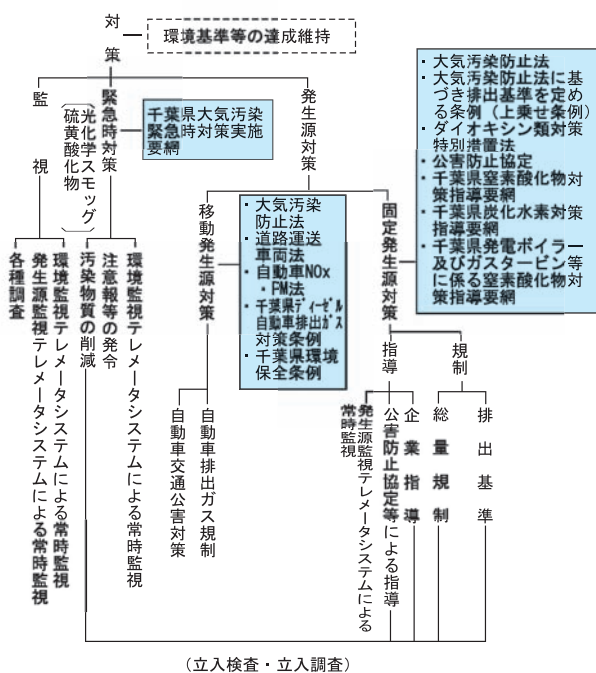 対策
環境基準等の達成維持
監視
緊急時対策
光化学スモッグ
硫黄酸化物
千葉県大気汚染
緊急時対策実施
要綱
発生源対策
・大気汚染防止法
・大気汚染防止法に基
づき排出基準を定め
る条例（上乗せ条例）
・ダイオキシン類対策
特別措置法
・公害防止協定
・千葉県窒素酸化物対
策指導要綱
・千葉県炭化水素対策
指導要綱
・千葉県発電ボイラー
及びガスタービン等
に係る窒素酸化物対
策指導要綱
移動発生源対策
・大気汚染
防止法
・道路運送
車両法
・自動車NOx
・PM法
・千葉県ディーゼル
自動車排出ガス
対策条例
・千葉県環境
保全条例
固定発生源対策
指導
規制
環境監視テレメータシステムによる常時監視
発生源監視テレメータシステムによる常時監視
各種調査
環境監視テレメータシステムによる常時監視
注意報等の発令
汚染物質の削減
自動車排出ガス規制
自動車交通公害対策
排出基準
総量規制
企業指導
公害防止協定等による指導
発生源監視テレメータシステムによる
常時監視
（立入検査・立入調査）